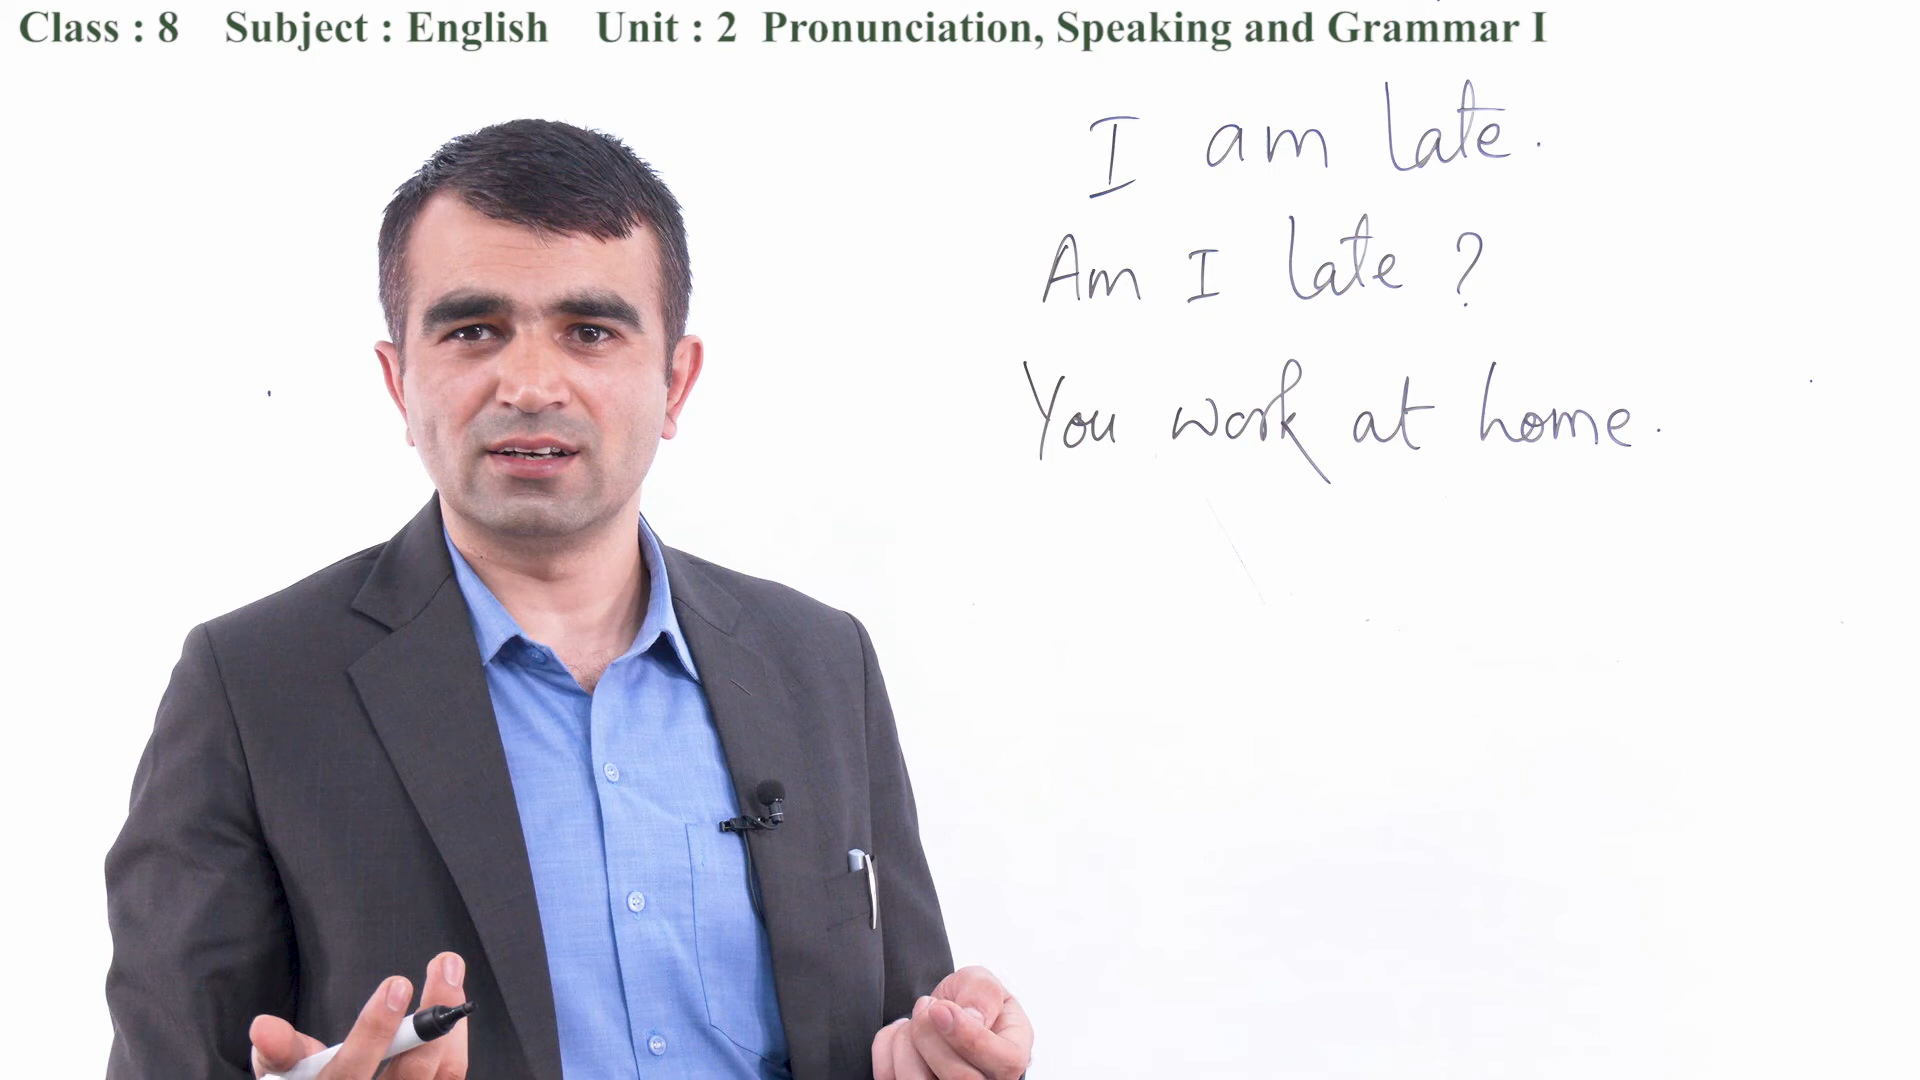 Class : 8 Subject : English Unit : 2 Pronunciation, Speaking and Grammar I
I am late.
Am I late ?
You work at home.